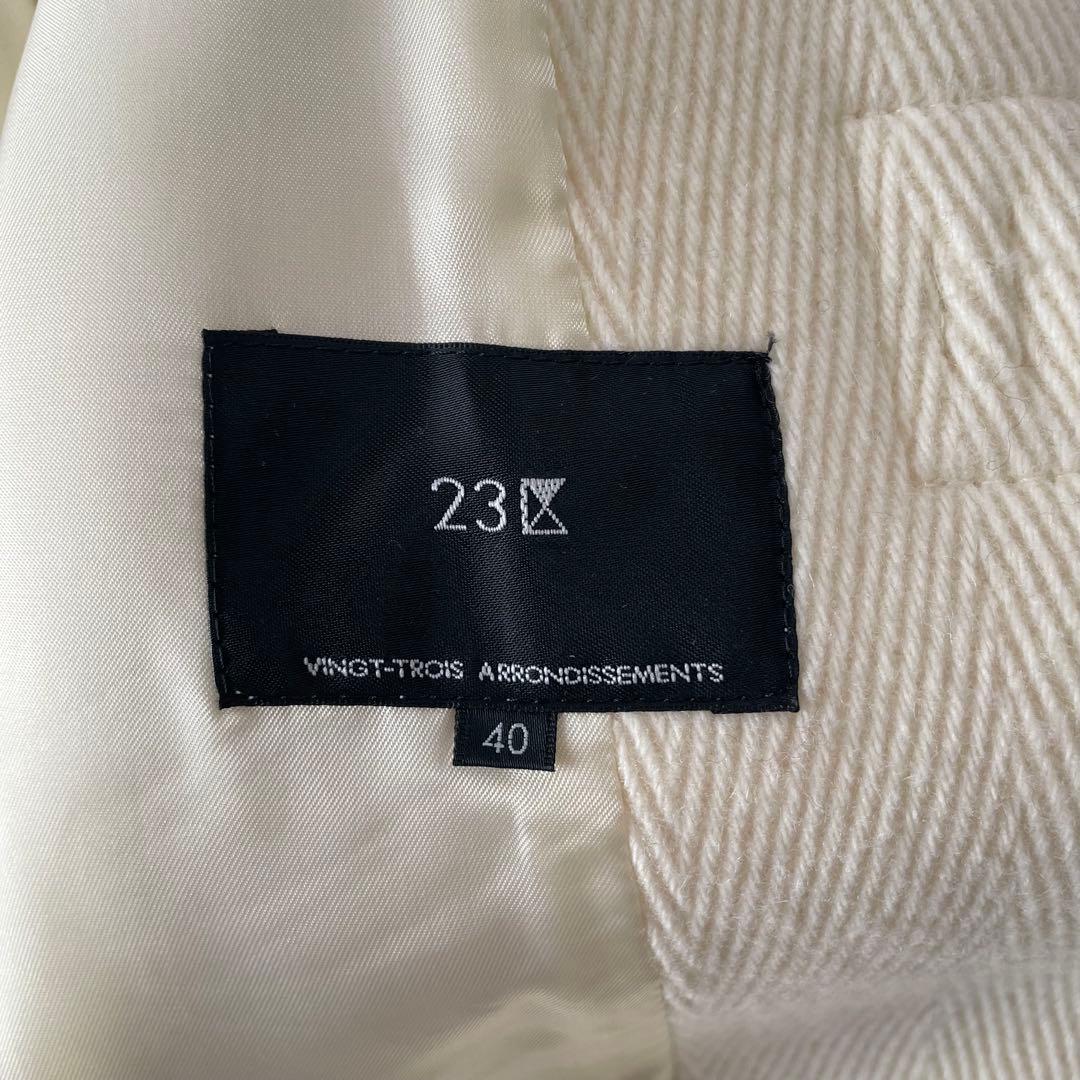 23区
VINGT-TROIS ARRONDISSEMENTS
40